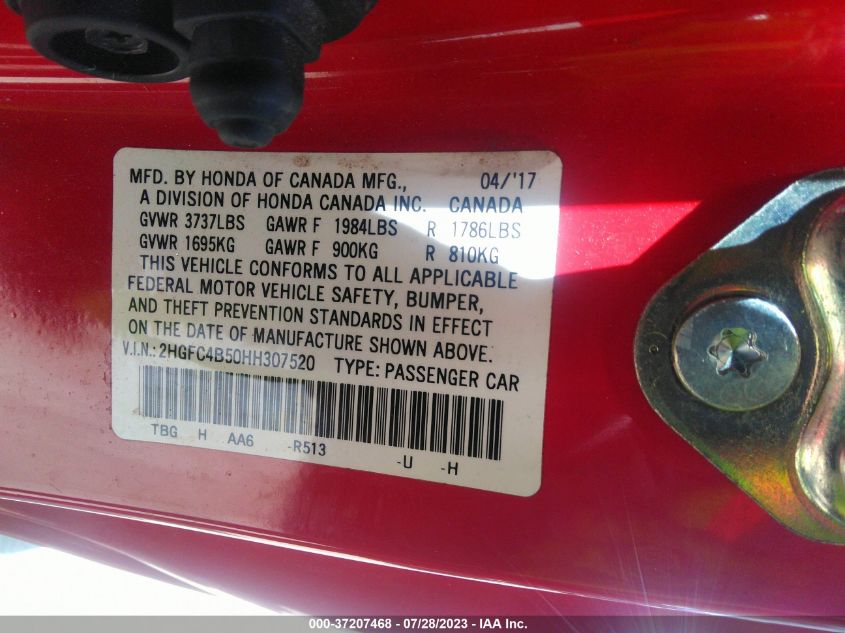 MFD. BY HONDA OF CANADA MFG., 04/'17
A DIVISION OF HONDA CANADA INC. CANADA
GVWR 3737LBS GAWR F 1984LBS R 1786LBS
GVWR 1695KG GAWR F 900KG R 810KG
THIS VEHICLE CONFORMS TO ALL APPLICABLE
FEDERAL MOTOR VEHICLE SAFETY, BUMPER,
AND THEFT PREVENTION STANDARDS IN EFFECT
ON THE DATE OF MANUFACTURE SHOWN ABOVE.
V.I.N.: 2HGFC4B50HH307520 TYPE: PASSENGER CAR
TBG H AA6 -R513 -U -H
000-37207468 | 07/28/2023 | IAA Inc.